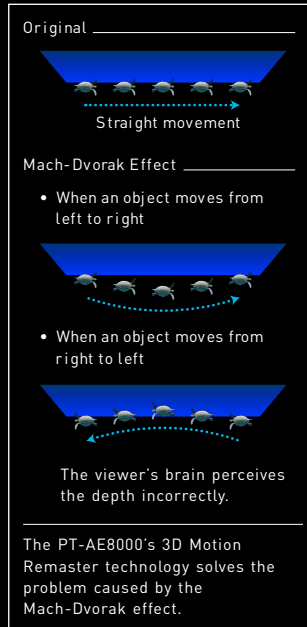 Original
Straight movement
Mach-Dvorak Effect
• When an object moves from
left to right
• When an object moves from
right to left
The viewer's brain perceives
the depth incorrectly.
The PT-AE8000's 3D Motion
Remaster technology solves the
problem caused by the
Mach-Dvorak effect.